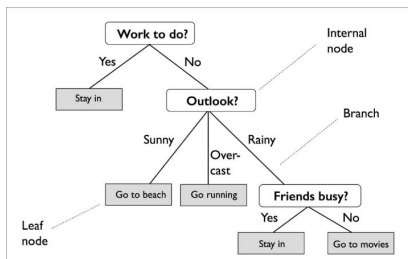 Work to do?
Internal
node
Yes
No
Stay in
Outlook?
Branch
Sunny
Over-
cast
Rainy
Go to beach
Go running
Friends busy?
Leaf
node
Yes
No
Stay in
Go to movies